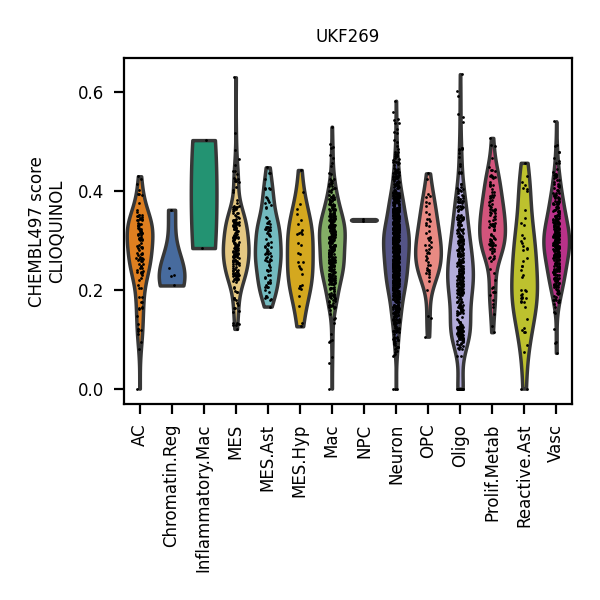 UKF269
CHEMBL497 score
CLIOQUINOL
0.6
0.4
0.2
0.0
AC
Chromatin.Reg
Inflammatory.Mac
MES
MES.Ast
MES.Hyp
Mac
NPC
Neuron
OPC
Oligo
Prolif.Metab
Reactive.Ast
Vasc